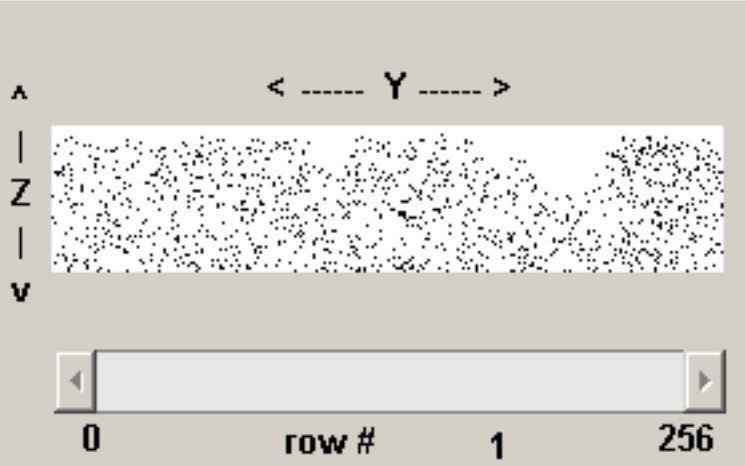 < ------ Y ------ >
^
|
Z
|
v
0 row # 1 256